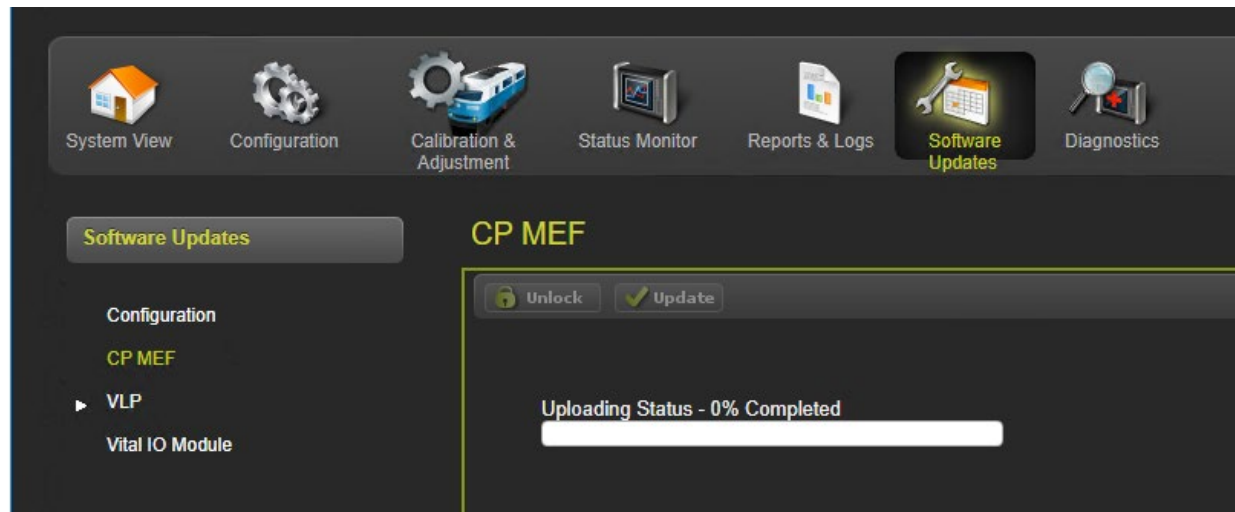 System View
Configuration
Calibration &
Adjustment
Status Monitor
Reports & Logs
Software
Updates
Diagnostics
Software Updates
CP MEF
Unlock
Update
Configuration
CP MEF
VLP
Vital IO Module
Uploading Status - 0% Completed